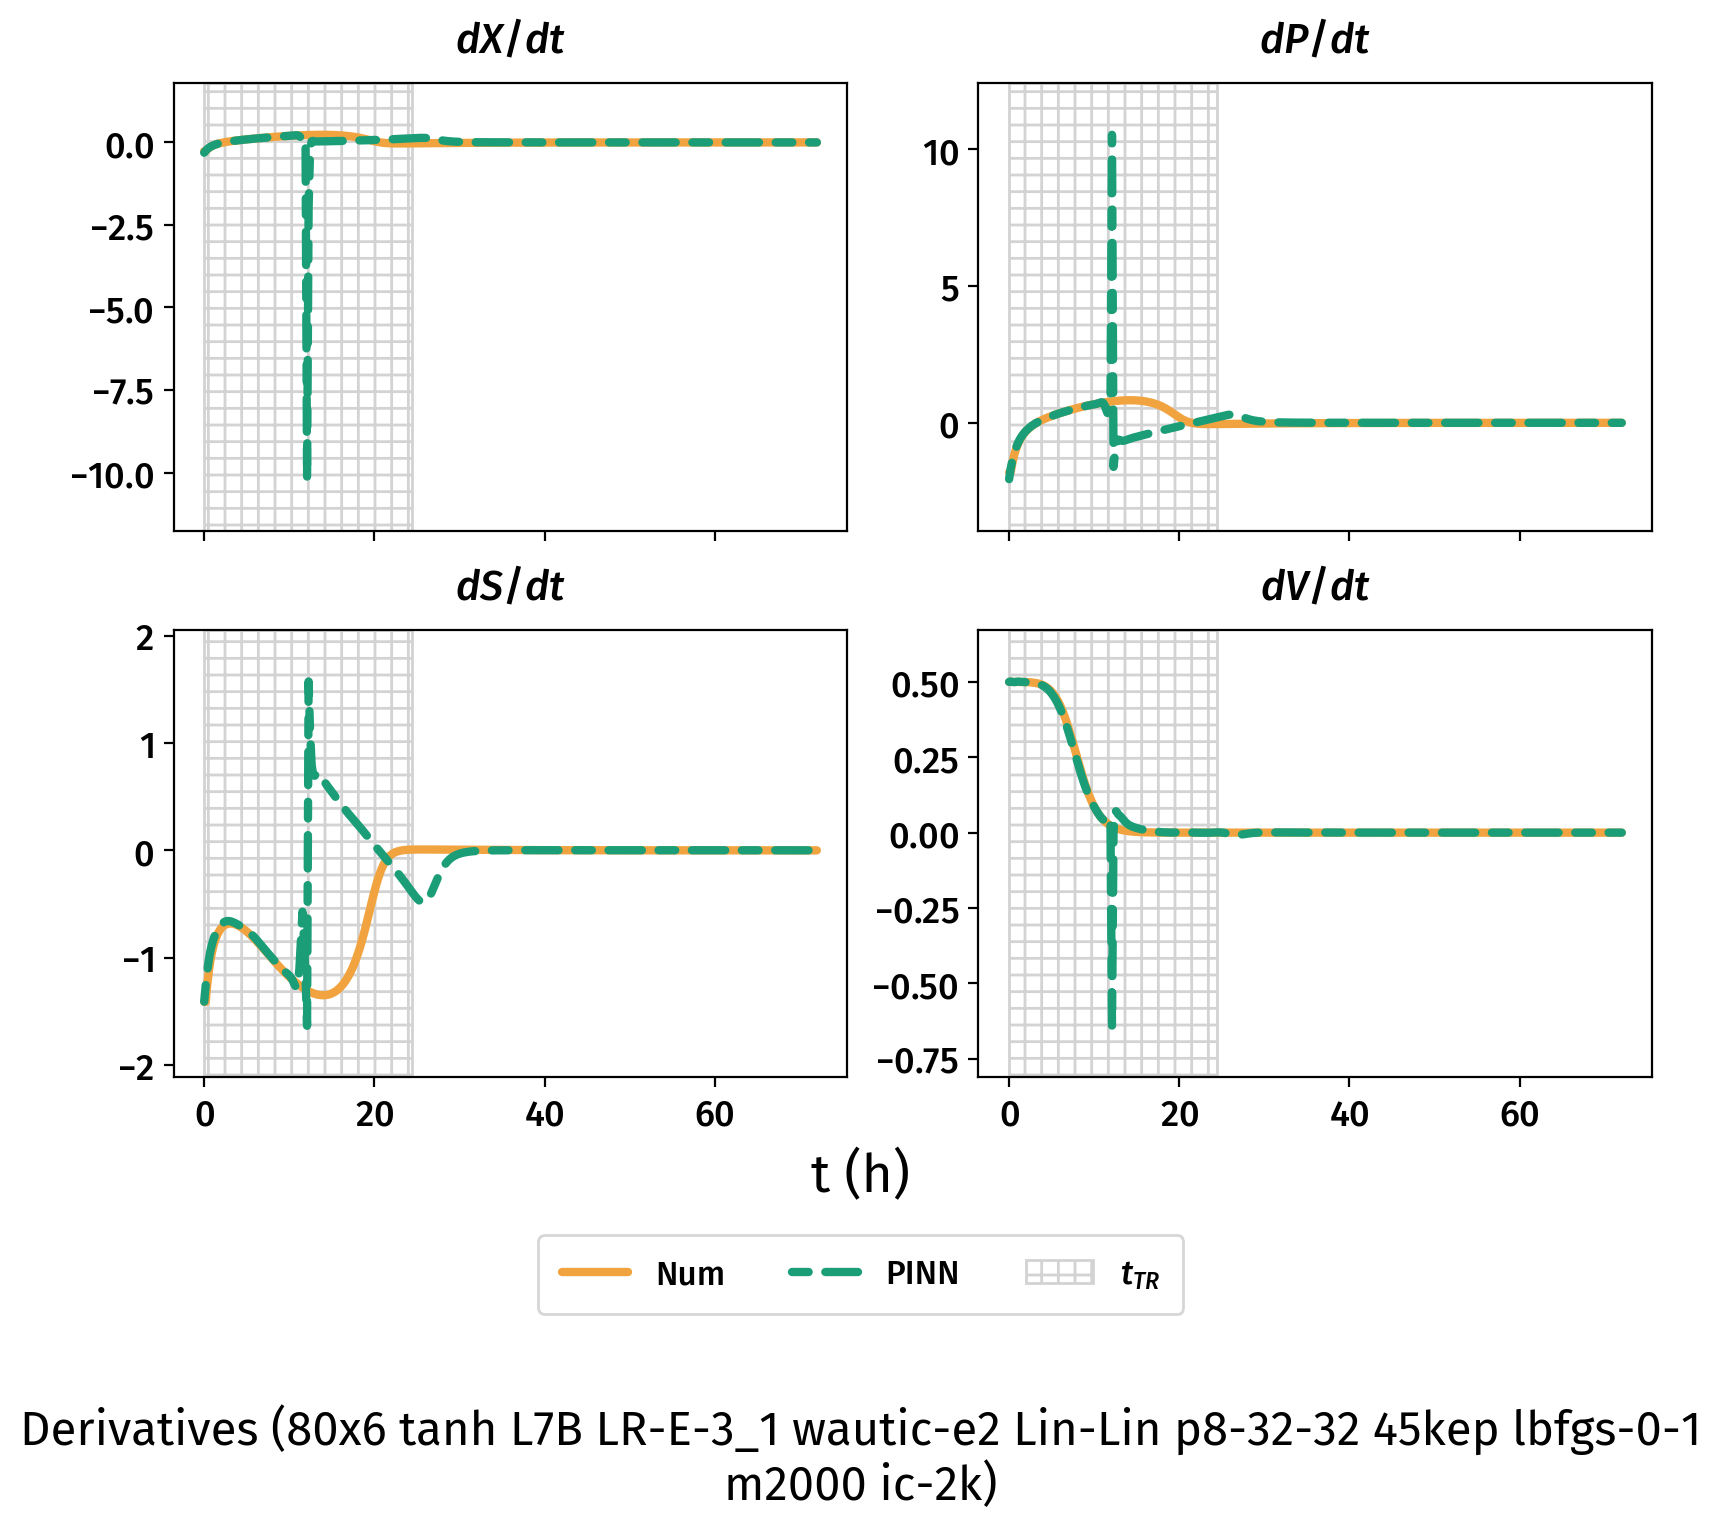 dX/dt
dP/dt
0.0
−2.5
−5.0
−7.5
−10.0
10
5
0
dS/dt
dV/dt
2
1
0
−1
−2
0.50
0.25
0.00
−0.25
−0.50
−0.75
0 20 40 60
0 20 40 60
t (h)
Num PINN tTR
Derivatives (80x6 tanh L7B LR-E-3_1 wautic-e2 Lin-Lin p8-32-32 45kep lbfgs-0-1
m2000 ic-2k)